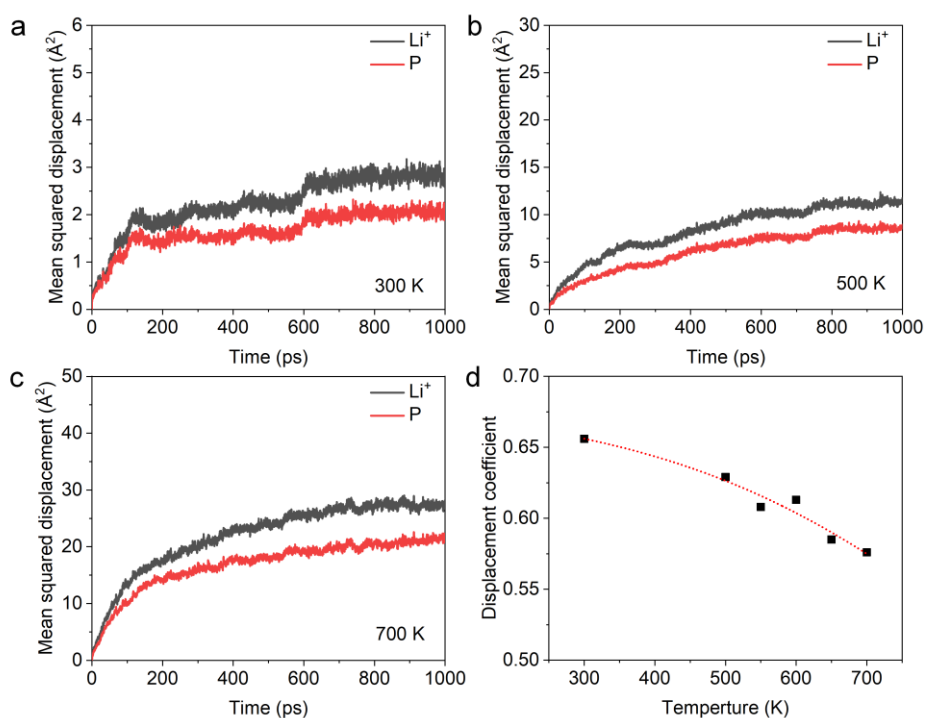 a
Mean squared displacement (Å²)
6
5
4
3
2
1
0
Li⁺
P
300 K
0 200 400 600 800 1000
Time (ps)
b
Mean squared displacement (Å²)
30
25
20
15
10
5
0
Li⁺
P
500 K
0 200 400 600 800 1000
Time (ps)
c
Mean squared displacement (Å²)
50
40
30
20
10
0
Li⁺
P
700 K
0 200 400 600 800 1000
Time (ps)
d
Displacement coefficient
0.70
0.65
0.60
0.55
0.50
300 400 500 600 700
Temperture (K)